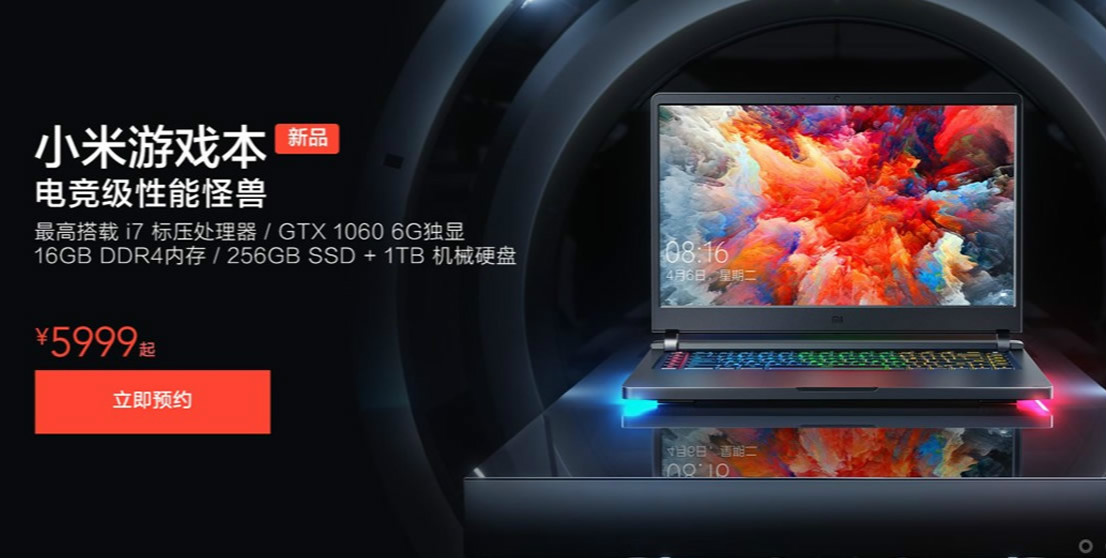 小米游戏本 新品
电竞级性能怪兽
最高搭载 i7 标压处理器 / GTX 1060 6G独显
16GB DDR4内存 / 256GB SSD + 1TB 机械硬盘
¥5999起
立即预约
08:16
4月6日，星期二
mi